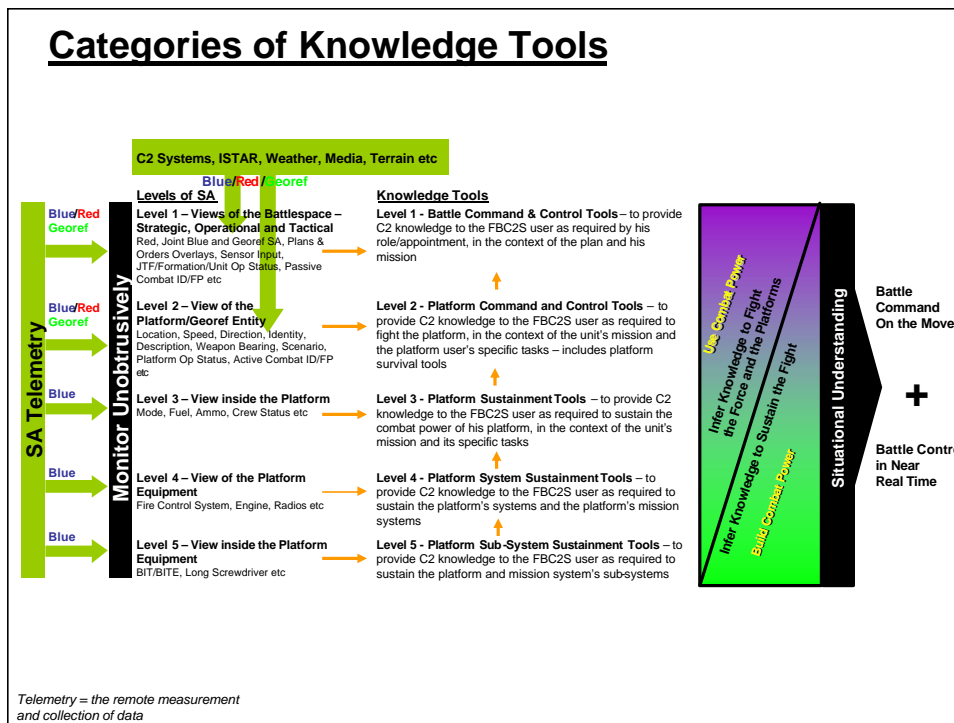 Categories of Knowledge Tools
C2 Systems, ISTAR, Weather, Media, Terrain etc
Blue/Red/Georef
SA Telemetry
Blue/Red
Georef
Blue/Red
Georef
Blue
Blue
Blue
Monitor Unobtrusively
Levels of SA
Level 1 – Views of the Battlespace –
Strategic, Operational and Tactical
Red, Joint Blue and Georef SA, Plans &
Orders Overlays, Sensor Input,
JTF/Formation/Unit Op Status, Passive
Combat ID/FP etc
Level 2 – View of the
Platform/Georef Entity
Location, Speed, Direction, Identity,
Description, Weapon Bearing, Scenario,
Platform Op Status, Active Combat ID/FP
etc
Level 3 – View inside the Platform
Mode, Fuel, Ammo, Crew Status etc
Level 4 – View of the Platform
Equipment
Fire Control System, Engine, Radios etc
Level 5 – View inside the Platform
Equipment
BIT/BITE, Long Screwdriver etc
Knowledge Tools
Level 1 - Battle Command & Control Tools – to provide
C2 knowledge to the FBC2S user as required by his
role/appointment, in the context of the plan and his
mission
Level 2 - Platform Command and Control Tools – to
provide C2 knowledge to the FBC2S user as required to
fight the platform, in the context of the unit's mission and
the platform user's specific tasks – includes platform
survival tools
Level 3 - Platform Sustainment Tools – to provide C2
knowledge to the FBC2S user as required to sustain the
combat power of his platform, in the context of the unit's
mission and its specific tasks
Level 4 - Platform System Sustainment Tools – to
provide C2 knowledge to the FBC2S user as required to
sustain the platform's systems and the platform's mission
systems
Level 5 - Platform Sub-System Sustainment Tools – to
provide C2 knowledge to the FBC2S user as required to
sustain the platform and mission system's sub-systems
Use Combat Power
Infer Knowledge to Fight
the Force and the Platforms
Infer Knowledge to Sustain the Fight
Build Combat Power
Situational Understanding
Battle
Command
On the Move
+
Battle Control
in Near
Real Time
Telemetry = the remote measurement
and collection of data